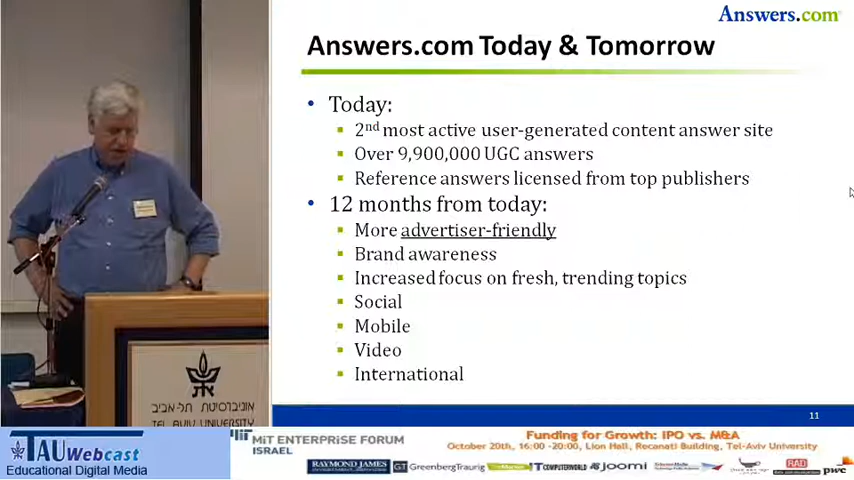 Answers.com
Answers.com Today & Tomorrow
• Today:
▪ 2nd most active user-generated content answer site
▪ Over 9,900,000 UGC answers
▪ Reference answers licensed from top publishers
• 12 months from today:
▪ More advertiser-friendly
▪ Brand awareness
▪ Increased focus on fresh, trending topics
▪ Social
▪ Mobile
▪ Video
▪ International
11
אוניברסיטת תל-אביב
TEL AVIV UNIVERSITY
TAU Webcast
Educational Digital Media
MIT ENTERPRISE FORUM
ISRAEL
Funding for Growth: IPO vs. M&A
October 20th, 16:00 -20:00, Lion Hall, Recanati Building, Tel-Aviv University
RAYMOND JAMES
GT GreenbergTraurig
COMPUTERWORLD
Joomi
RAD
pwc